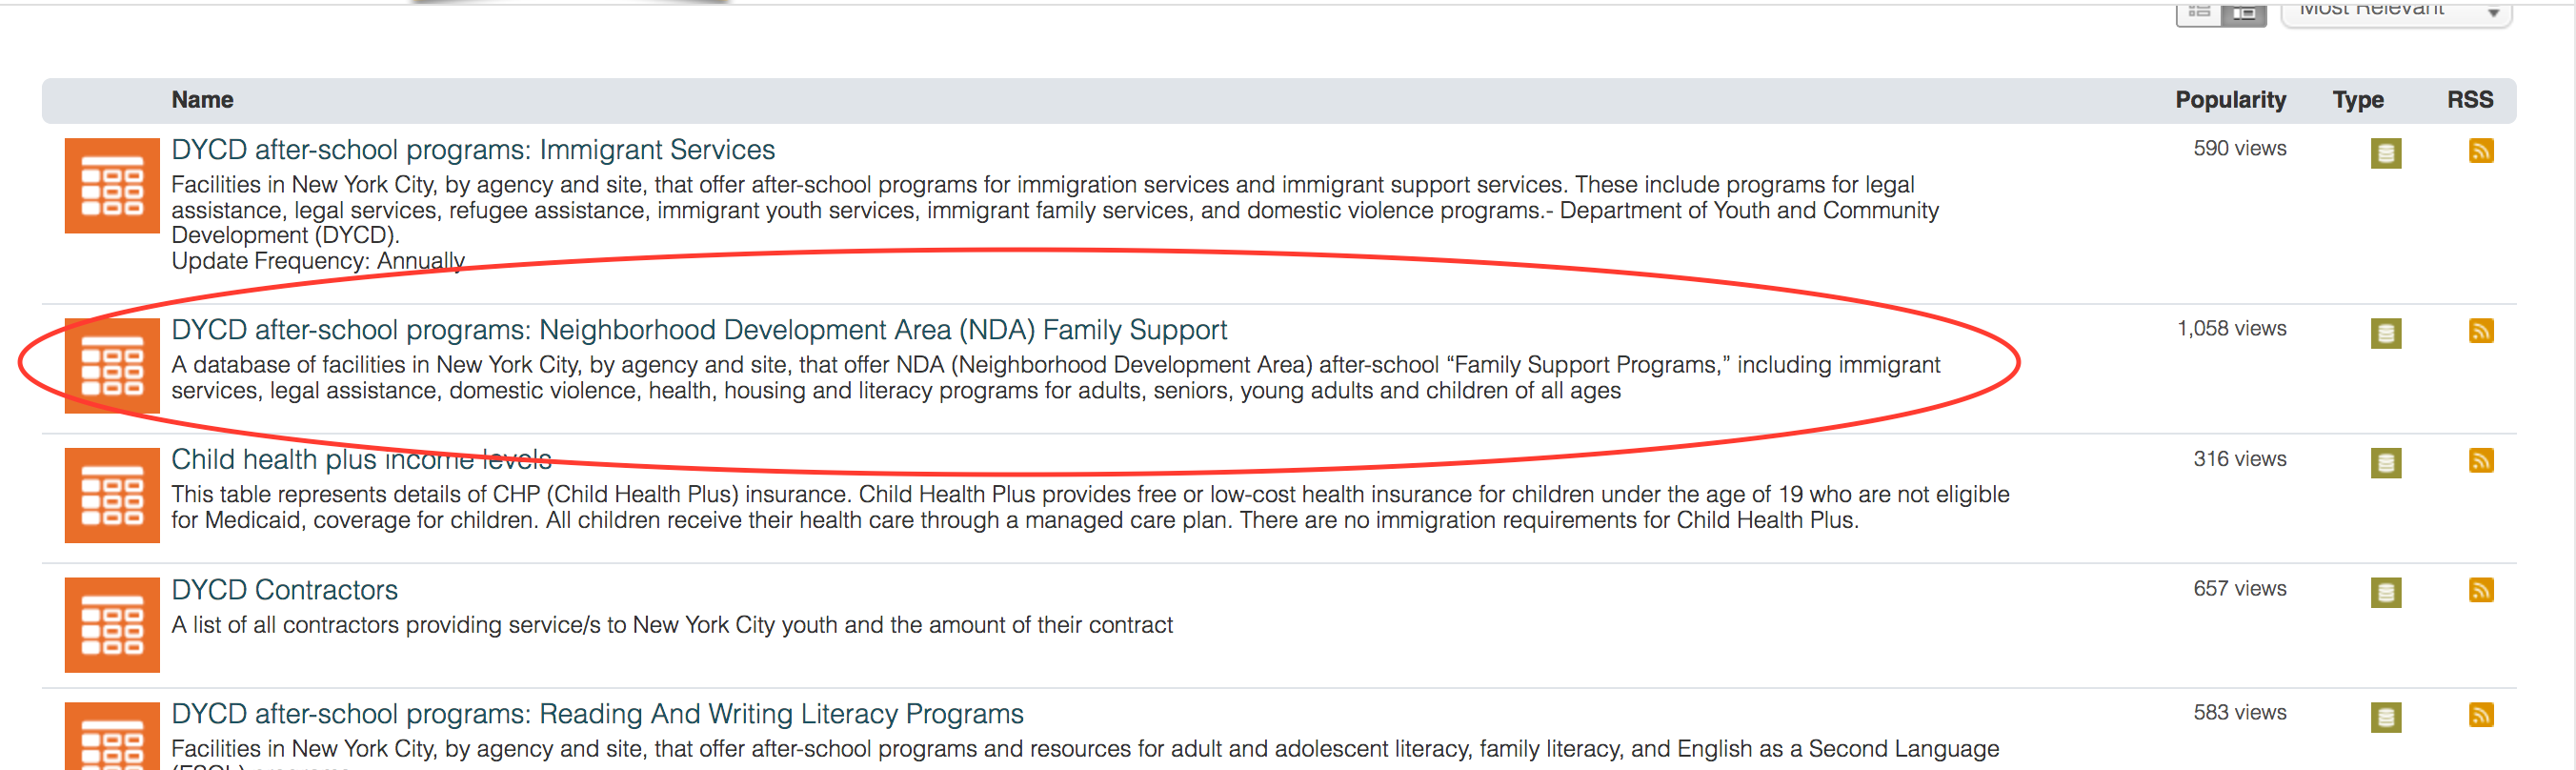 Most Relevant
Name Popularity Type RSS
DYCD after-school programs: Immigrant Services 590 views
Facilities in New York City, by agency and site, that offer after-school programs for immigration services and immigrant support services. These include programs for legal
assistance, legal services, refugee assistance, immigrant youth services, immigrant family services, and domestic violence programs.- Department of Youth and Community
Development (DYCD).
Update Frequency: Annually
DYCD after-school programs: Neighborhood Development Area (NDA) Family Support 1,058 views
A database of facilities in New York City, by agency and site, that offer NDA (Neighborhood Development Area) after-school “Family Support Programs,” including immigrant
services, legal assistance, domestic violence, health, housing and literacy programs for adults, seniors, young adults and children of all ages
Child health plus income levels 316 views
This table represents details of CHP (Child Health Plus) insurance. Child Health Plus provides free or low-cost health insurance for children under the age of 19 who are not eligible
for Medicaid, coverage for children. All children receive their health care through a managed care plan. There are no immigration requirements for Child Health Plus.
DYCD Contractors 657 views
A list of all contractors providing service/s to New York City youth and the amount of their contract
DYCD after-school programs: Reading And Writing Literacy Programs 583 views
Facilities in New York City, by agency and site, that offer after-school programs and resources for adult and adolescent literacy, family literacy, and English as a Second Language